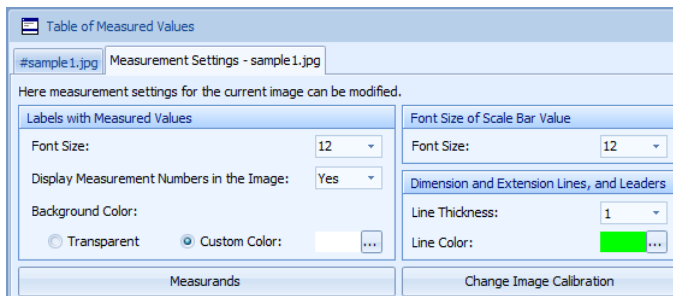 Table of Measured Values
#sample1.jpg
Measurement Settings - sample1.jpg
Here measurement settings for the current image can be modified.
Labels with Measured Values
Font Size: 12
Display Measurement Numbers in the Image: Yes
Background Color:
Transparent Custom Color: ...
Measurands
Font Size of Scale Bar Value
Font Size: 12
Dimension and Extension Lines, and Leaders
Line Thickness: 1
Line Color: ...
Change Image Calibration